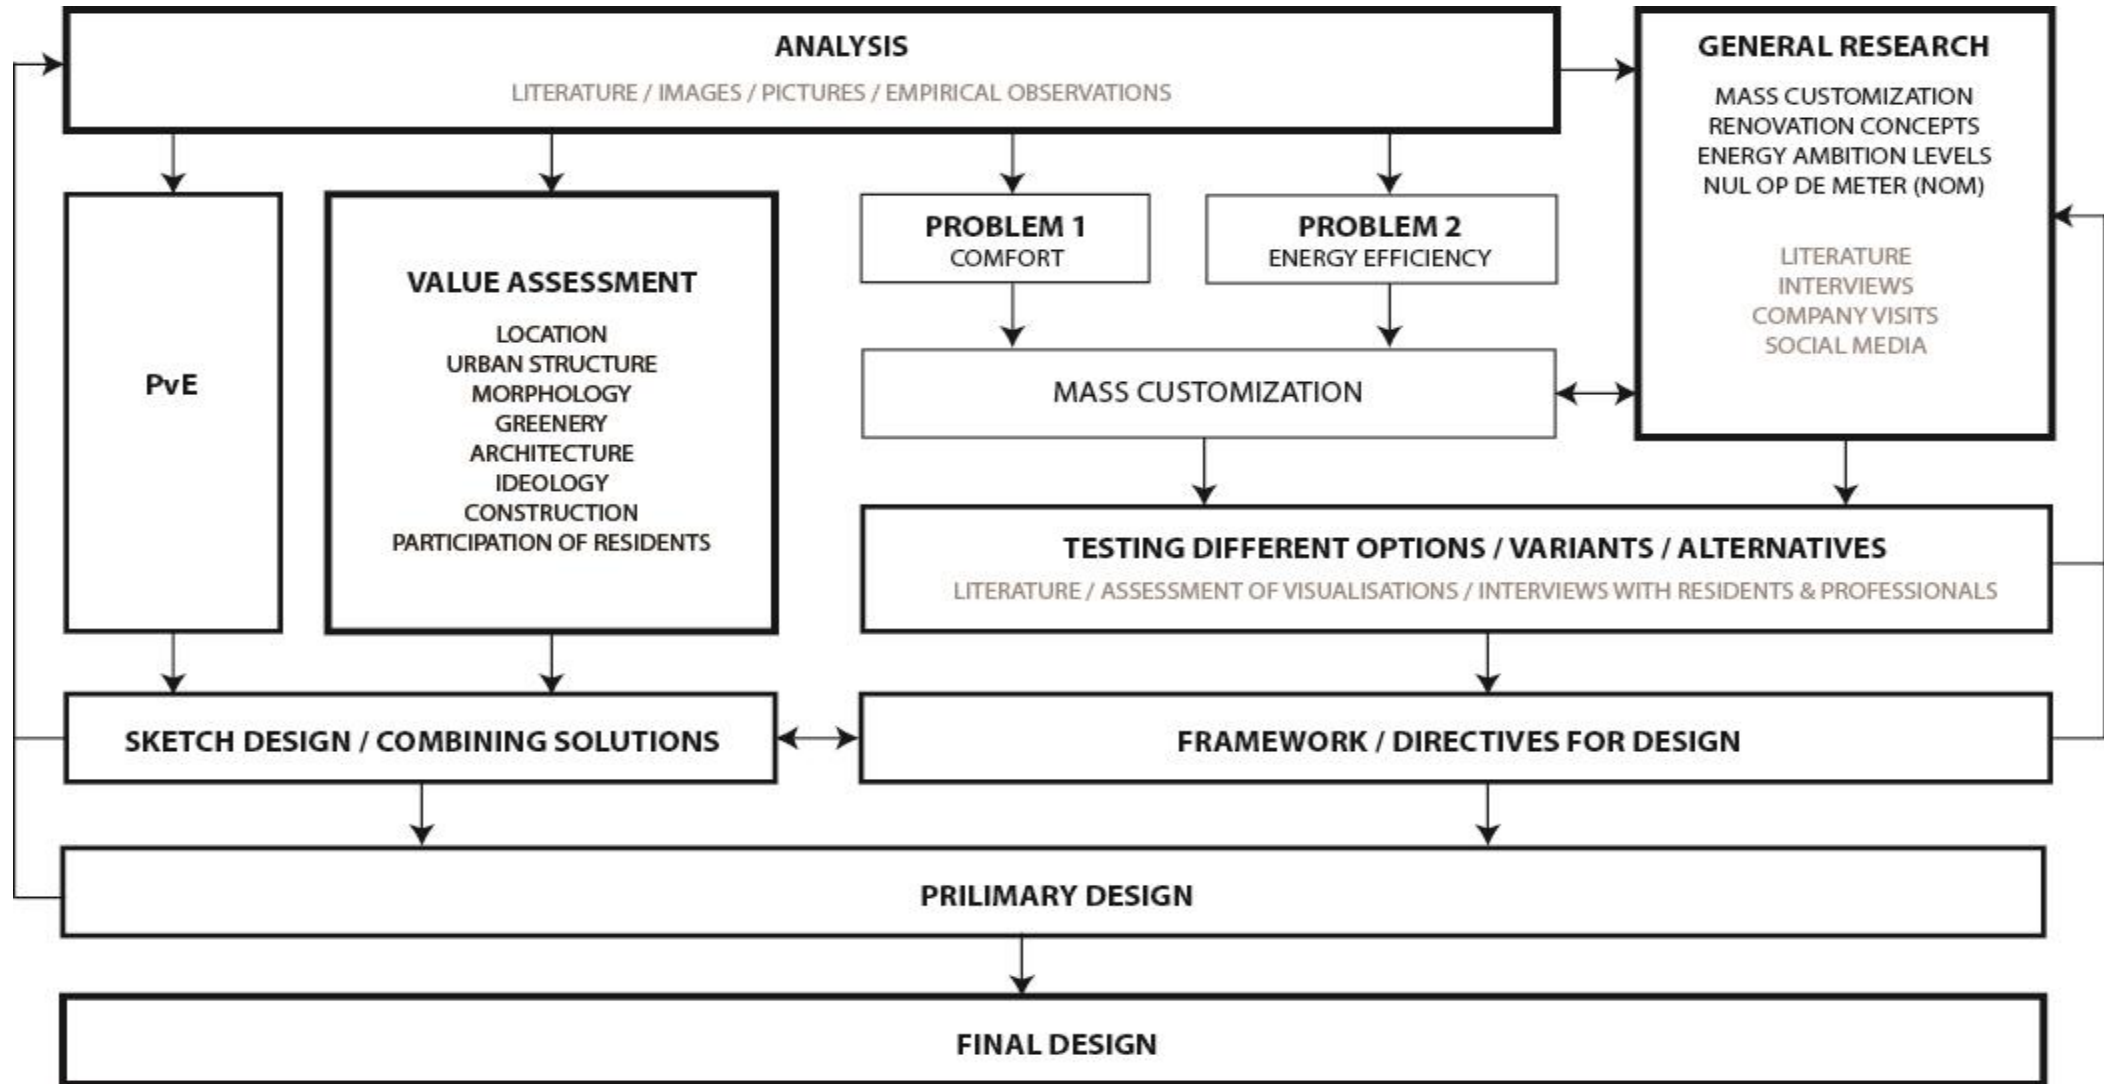 ANALYSIS
LITERATURE / IMAGES / PICTURES / EMPIRICAL OBSERVATIONS
GENERAL RESEARCH
MASS CUSTOMIZATION
RENOVATION CONCEPTS
ENERGY AMBITION LEVELS
NUL OP DE METER (NOM)
LITERATURE
INTERVIEWS
COMPANY VISITS
SOCIAL MEDIA
PvE
VALUE ASSESSMENT
LOCATION
URBAN STRUCTURE
MORPHOLOGY
GREENERY
ARCHITECTURE
IDEOLOGY
CONSTRUCTION
PARTICIPATION OF RESIDENTS
PROBLEM 1
COMFORT
PROBLEM 2
ENERGY EFFICIENCY
MASS CUSTOMIZATION
TESTING DIFFERENT OPTIONS / VARIANTS / ALTERNATIVES
LITERATURE / ASSESSMENT OF VISUALISATIONS / INTERVIEWS WITH RESIDENTS & PROFESSIONALS
SKETCH DESIGN / COMBINING SOLUTIONS
FRAMEWORK / DIRECTIVES FOR DESIGN
PRILIMARY DESIGN
FINAL DESIGN